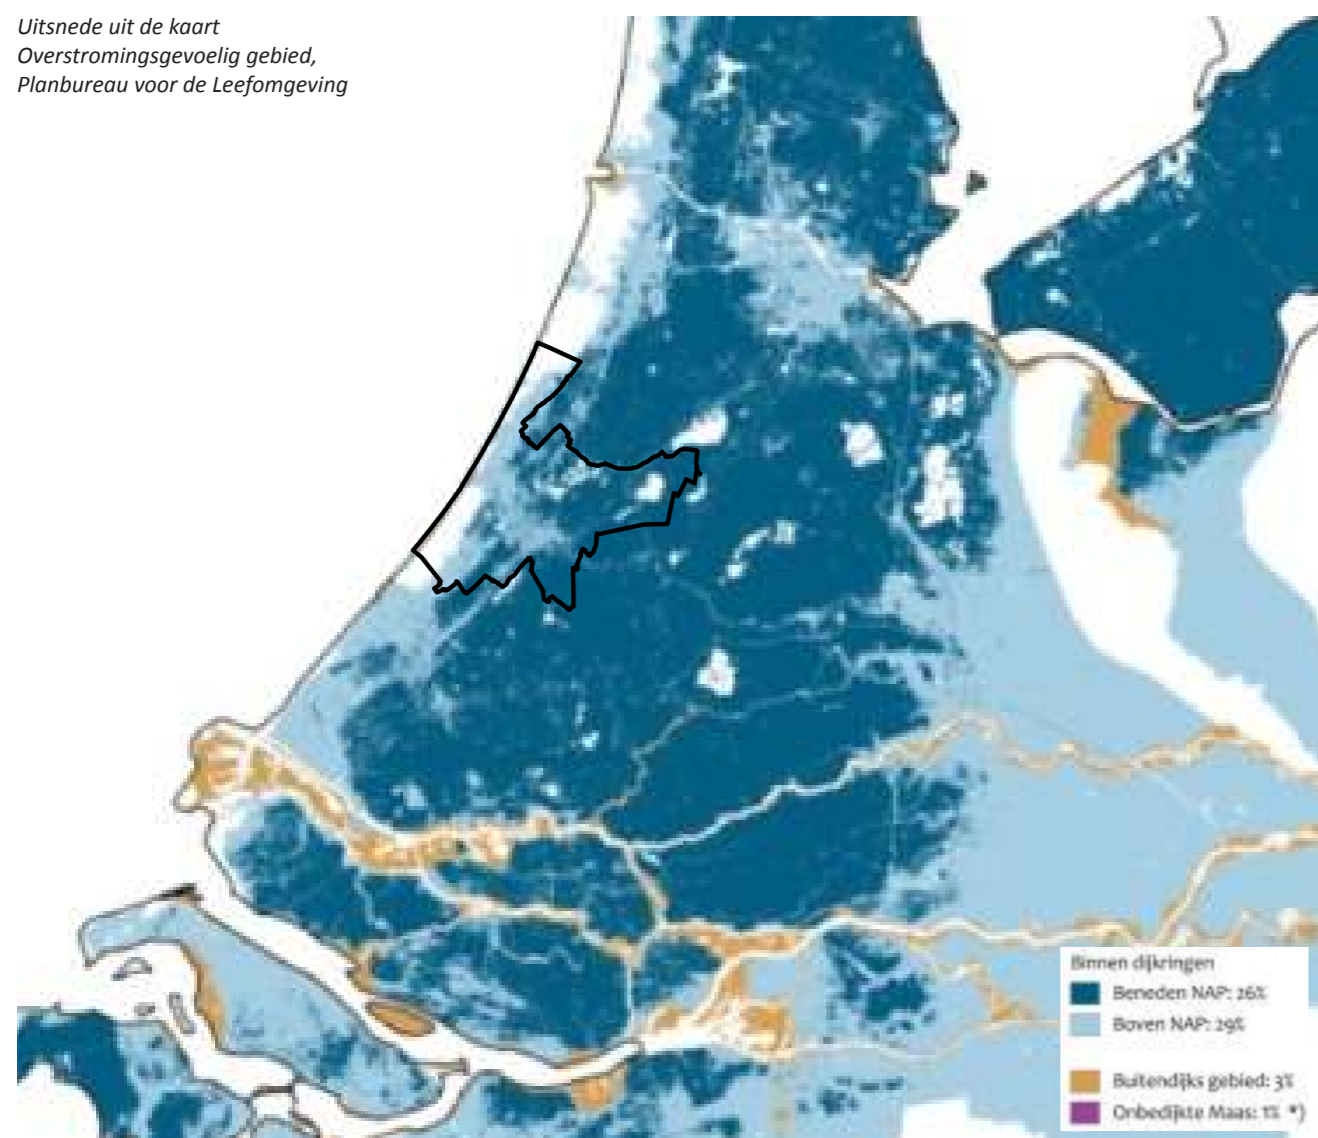 Uitsnede uit de kaart
Overstromingsgevoelig gebied,
Planbureau voor de Leefomgeving
Binnen dijkringen
Beneden NAP: 26%
Boven NAP: 29%
Buitendijks gebied: 3%
Onbedijkte Maas: 1% *)